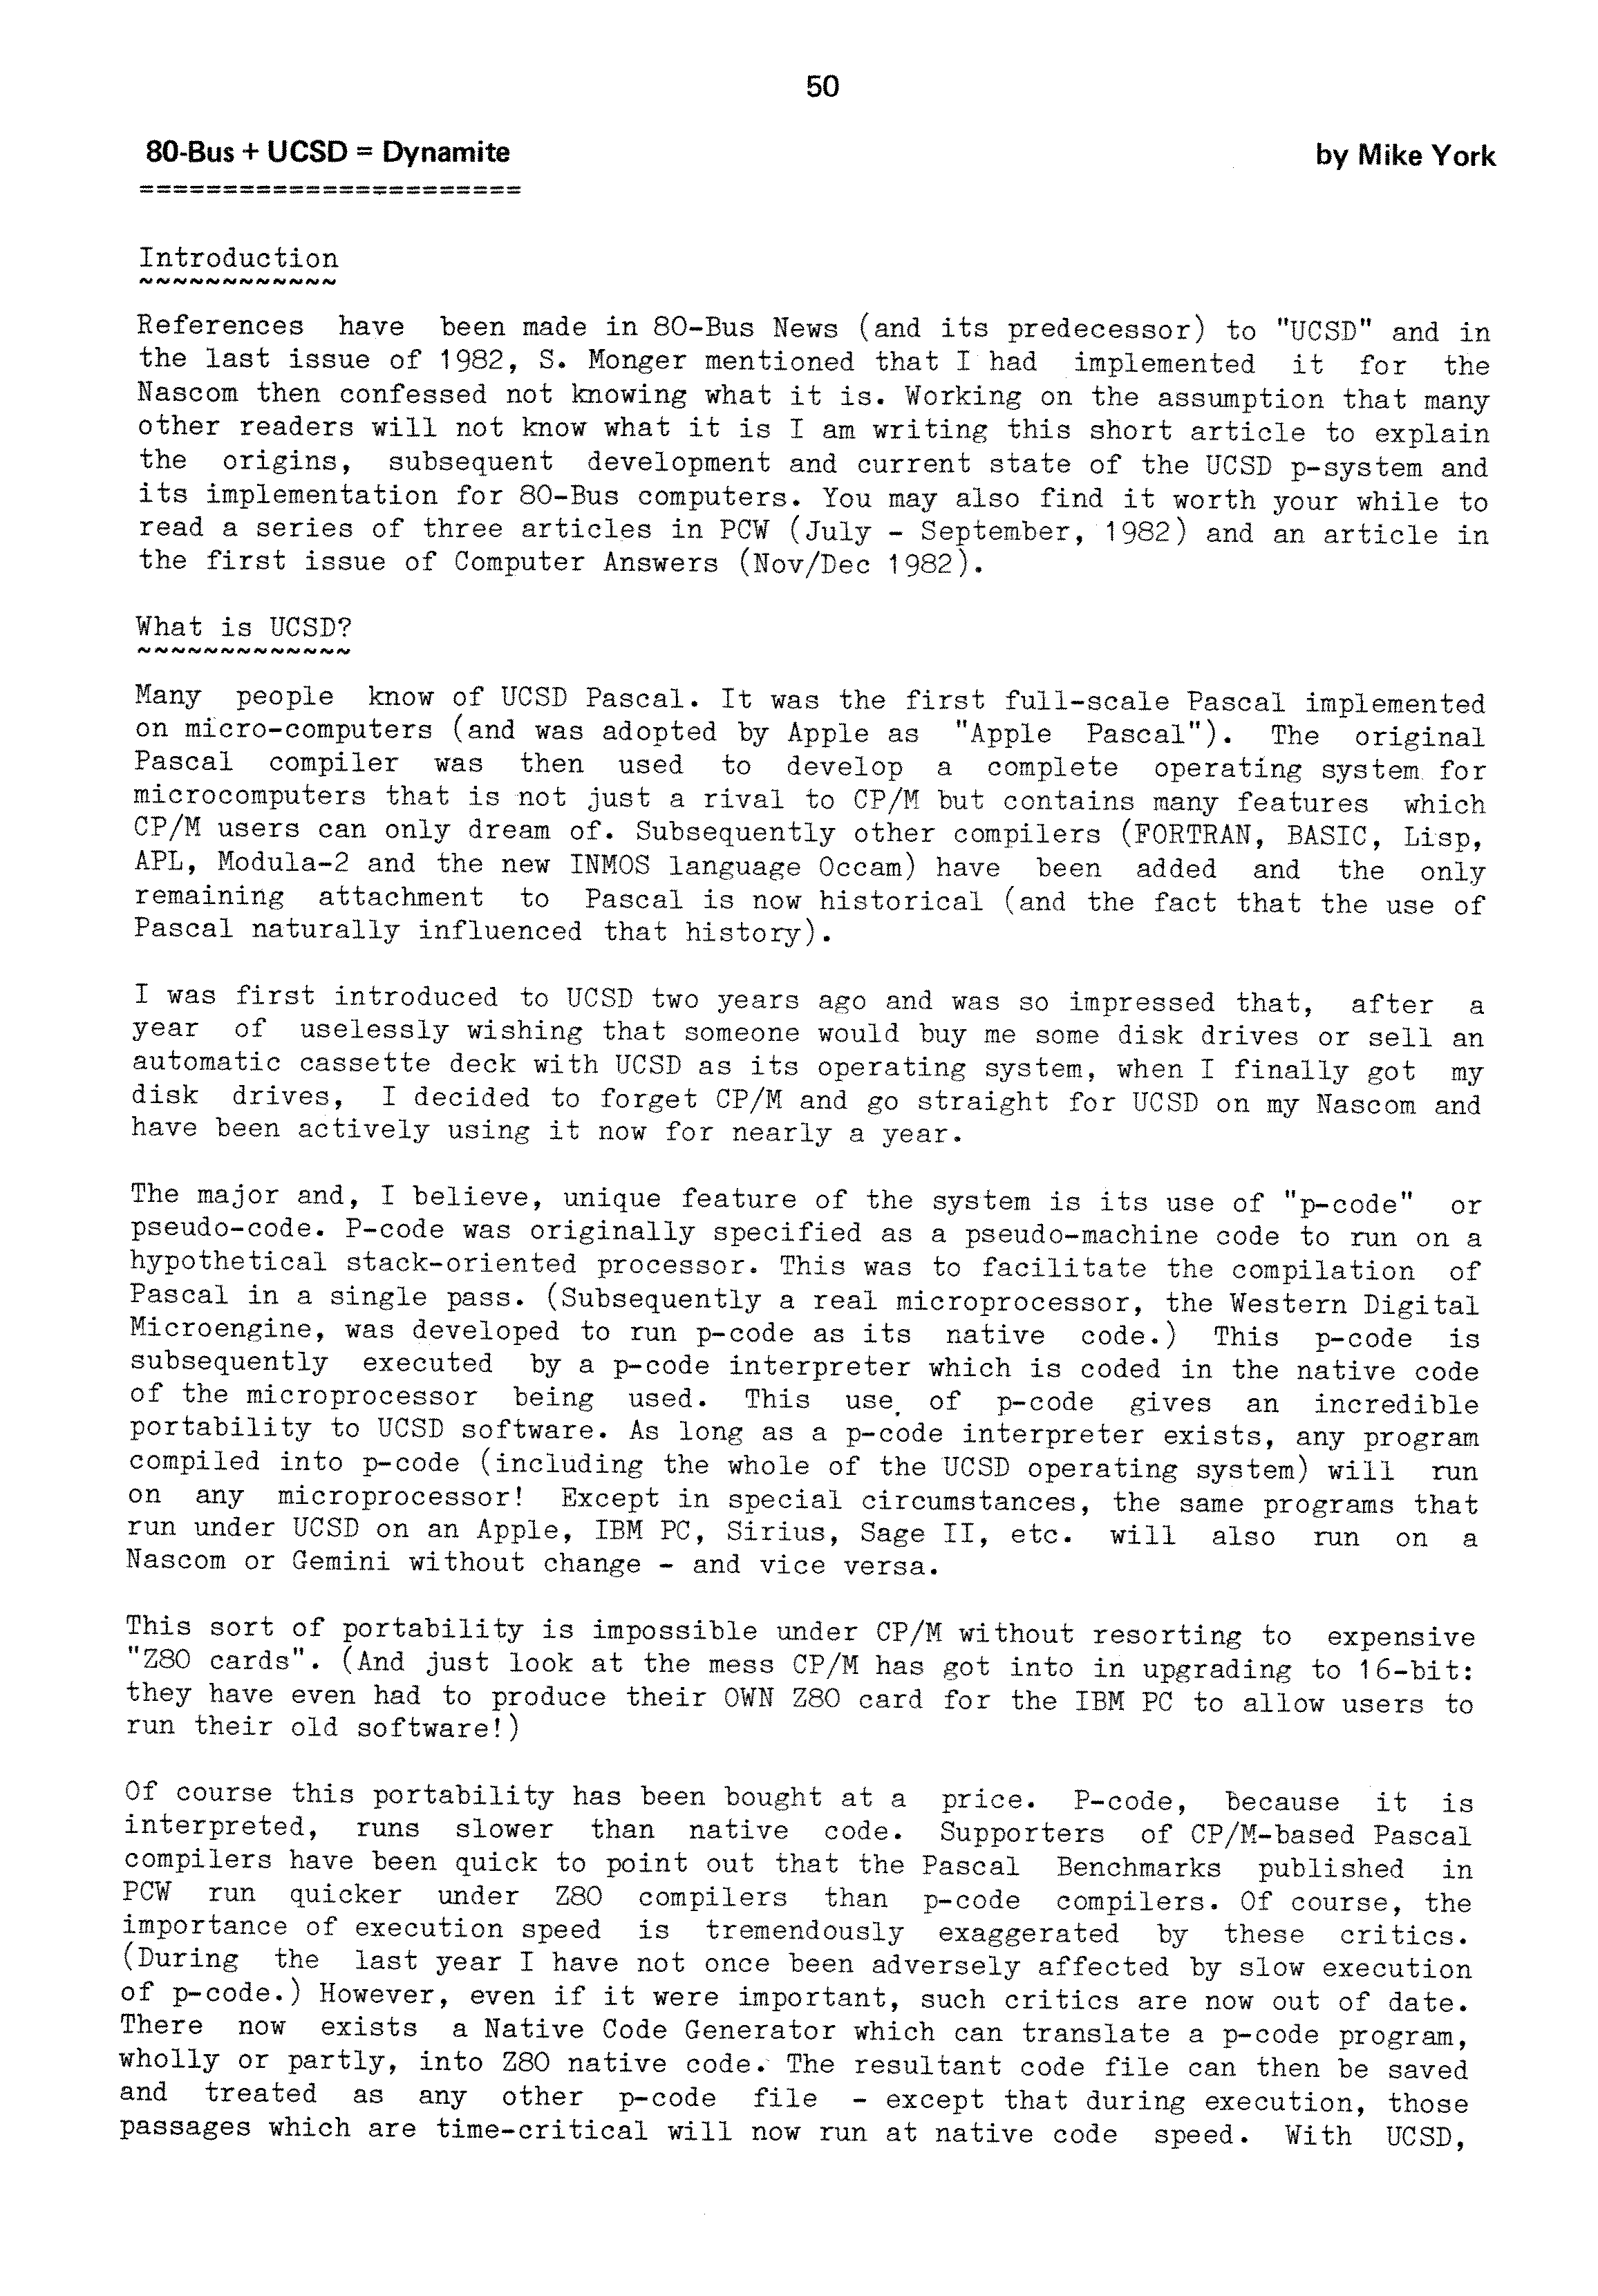 50
80-Bus + UCSD = Dynamite
by Mike York
=======================
Introduction
~~~~~~~~~~~~
References have been made in 80-Bus News (and its predecessor) to "UCSD" and in
the last issue of 1982, S. Monger mentioned that I had implemented it for the
Nascom then confessed not knowing what it is. Working on the assumption that many
other readers will not know what it is I am writing this short article to explain
the origins, subsequent development and current state of the UCSD p-system and
its implementation for 80-Bus computers. You may also find it worth your while to
read a series of three articles in PCW (July - September, 1982) and an article in
the first issue of Computer Answers (Nov/Dec 1982).
What is UCSD?
~~~~~~~~~~~~~
Many people know of UCSD Pascal. It was the first full-scale Pascal implemented
on micro-computers (and was adopted by Apple as "Apple Pascal"). The original
Pascal compiler was then used to develop a complete operating system for
microcomputers that is not just a rival to CP/M but contains many features which
CP/M users can only dream of. Subsequently other compilers (FORTRAN, BASIC, Lisp,
APL, Modula-2 and the new INMOS language Occam) have been added and the only
remaining attachment to Pascal is now historical (and the fact that the use of
Pascal naturally influenced that history).
I was first introduced to UCSD two years ago and was so impressed that, after a
year of uselessly wishing that someone would buy me some disk drives or sell an
automatic cassette deck with UCSD as its operating system, when I finally got my
disk drives, I decided to forget CP/M and go straight for UCSD on my Nascom and
have been actively using it now for nearly a year.
The major and, I believe, unique feature of the system is its use of "p-code" or
pseudo-code. P-code was originally specified as a pseudo-machine code to run on a
hypothetical stack-oriented processor. This was to facilitate the compilation of
Pascal in a single pass. (Subsequently a real microprocessor, the Western Digital
Microengine, was developed to run p-code as its native code.) This p-code is
subsequently executed by a p-code interpreter which is coded in the native code
of the microprocessor being used. This use of p-code gives an incredible
portability to UCSD software. As long as a p-code interpreter exists, any program
compiled into p-code (including the whole of the UCSD operating system) will run
on any microprocessor! Except in special circumstances, the same programs that
run under UCSD on an Apple, IBM PC, Sirius, Sage II, etc. will also run on a
Nascom or Gemini without change - and vice versa.
This sort of portability is impossible under CP/M without resorting to expensive
"Z80 cards". (And just look at the mess CP/M has got into in upgrading to 16-bit:
they have even had to produce their OWN Z80 card for the IBM PC to allow users to
run their old software!)
Of course this portability has been bought at a price. P-code, because it is
interpreted, runs slower than native code. Supporters of CP/M-based Pascal
compilers have been quick to point out that the Pascal Benchmarks published in
PCW run quicker under Z80 compilers than p-code compilers. Of course, the
importance of execution speed is tremendously exaggerated by these critics.
(During the last year I have not once been adversely affected by slow execution
of p-code.) However, even if it were important, such critics are now out of date.
There now exists a Native Code Generator which can translate a p-code program,
wholly or partly, into Z80 native code. The resultant code file can then be saved
and treated as any other p-code file - except that during execution, those
passages which are time-critical will now run at native code speed. With UCSD,